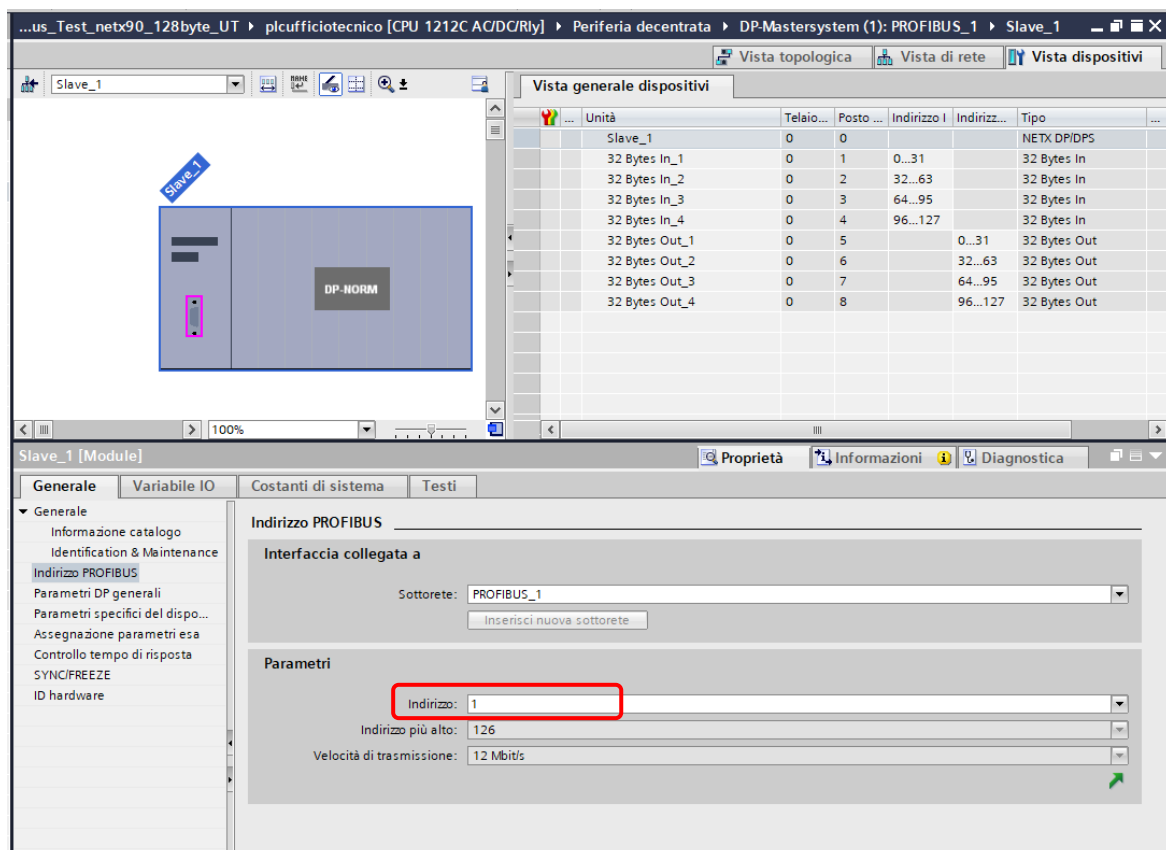 ...us_Test_netx90_128byte_UT ▸ plcufficiotecnico [CPU 1212C AC/DC/Rly] ▸ Periferia decentrata ▸ DP-Mastersystem (1): PROFIBUS_1 ▸ Slave_1
Vista topologica Vista di rete Vista dispositivi
Slave_1
Vista generale dispositivi
... Unità Telaio... Posto ... Indirizzo I Indirizz... Tipo ...
Slave_1 0 0 NETX DP/DPS
32 Bytes In_1 0 1 0...31 32 Bytes In
32 Bytes In_2 0 2 32...63 32 Bytes In
32 Bytes In_3 0 3 64...95 32 Bytes In
32 Bytes In_4 0 4 96...127 32 Bytes In
32 Bytes Out_1 0 5 0...31 32 Bytes Out
32 Bytes Out_2 0 6 32...63 32 Bytes Out
32 Bytes Out_3 0 7 64...95 32 Bytes Out
32 Bytes Out_4 0 8 96...127 32 Bytes Out
Slave_1
DP-NORM
100%
Slave_1 [Module]
Proprietà Informazioni Diagnostica
Generale Variabile IO Costanti di sistema Testi
Generale
Informazione catalogo
Identification & Maintenance
Indirizzo PROFIBUS
Parametri DP generali
Parametri specifici del dispo...
Assegnazione parametri esa
Controllo tempo di risposta
SYNC/FREEZE
ID hardware
Indirizzo PROFIBUS
Interfaccia collegata a
Sottorete: PROFIBUS_1
Inserisci nuova sottorete
Parametri
Indirizzo: 1
Indirizzo più alto: 126
Velocità di trasmissione: 12 Mbit/s